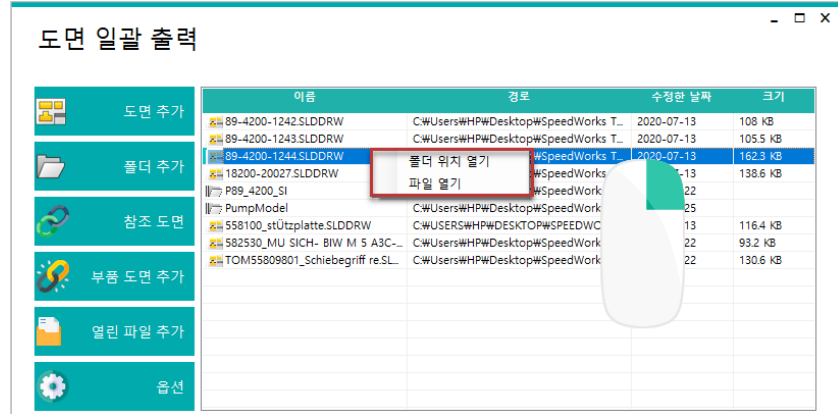 도면 일괄 출력
도면 추가
폴더 추가
참조 도면
부품 도면 추가
열린 파일 추가
옵션
이름 경로 수정한 날짜 크기
89-4200-1242.SLDDRW C:₩Users₩HP₩Desktop₩SpeedWorks T... 2020-07-13 108 KB
89-4200-1243.SLDDRW C:₩Users₩HP₩Desktop₩SpeedWorks T... 2020-07-13 105.5 KB
89-4200-1244.SLDDRW ₩SpeedWorks T... 2020-07-13 162.3 KB
18200-20027.SLDDRW ₩SpeedWorks -13 138.6 KB
P89_4200_SI ₩SpeedWork 22
PumpModel C:₩Users₩HP₩Desktop₩SpeedWork 25
558100_stÜtzplatte.SLDDRW C:₩USERS₩HP₩DESKTOP₩SPEEDWC 13 116.4 KB
582530_MU SICH- BIW M 5 A3C-... C:₩Users₩HP₩Desktop₩SpeedWork 22 93.2 KB
TOM55809801_Schiebegriff re.SL... C:₩Users₩HP₩Desktop₩SpeedWork 22 130.6 KB
폴더 위치 열기
파일 열기